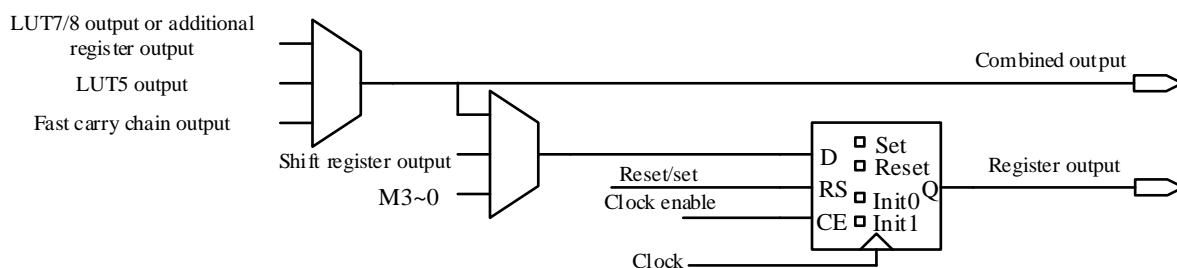 LUT7/8 output or additional
register output
LUT5 output
Fast carry chain output
Combined output
Shift register output
M3~0
Reset/set
Clock enable
Clock
D
RS
CE
Set
Reset
Init0
Init1
Q
Register output